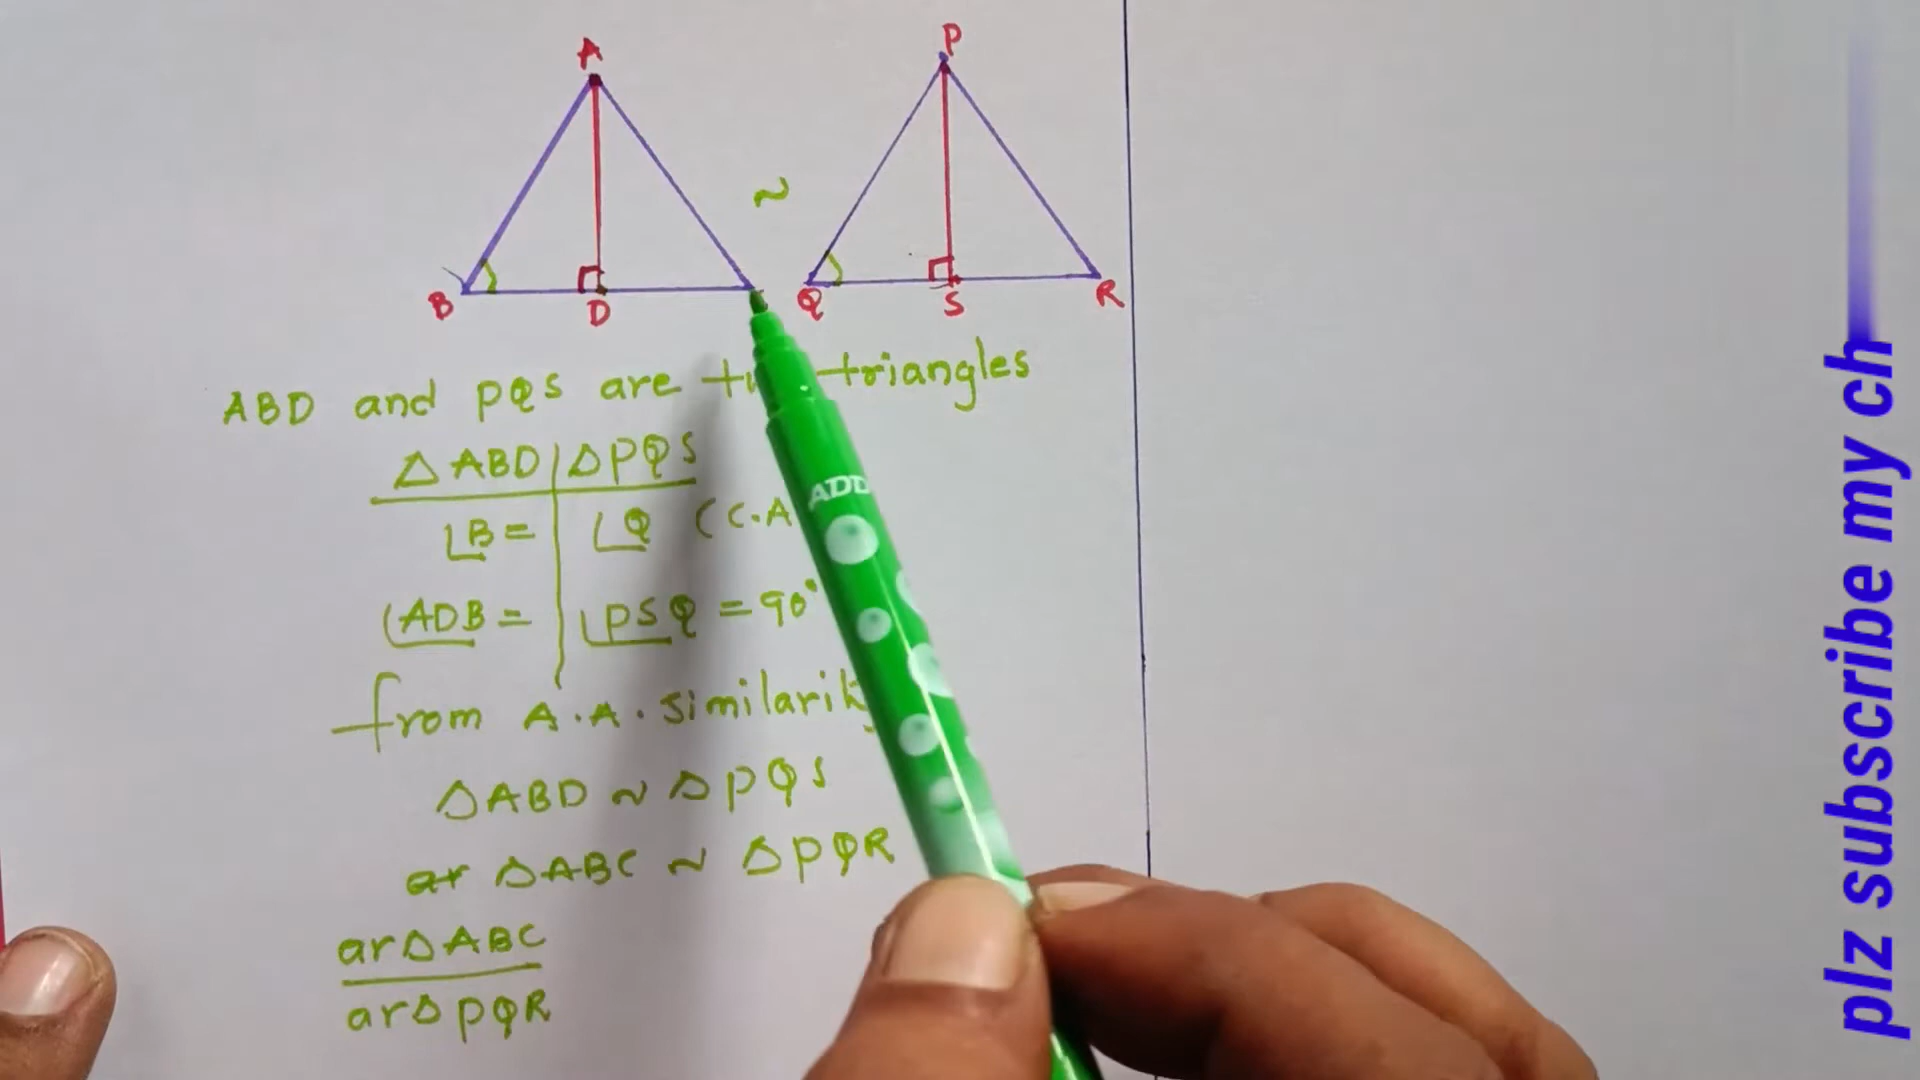 A
P
~
B
D
Q
S
R
ABD and PQS are triangles
△ABD | △PQS
∠B = ∠Q (C.A
∠ADB = ∠PSQ = 90°
from A.A. similarity
△ABD ~ △PQS
ar △ABC ~ △PQR
ar△ABC
ar△PQR
ADD
plz subscribe my ch